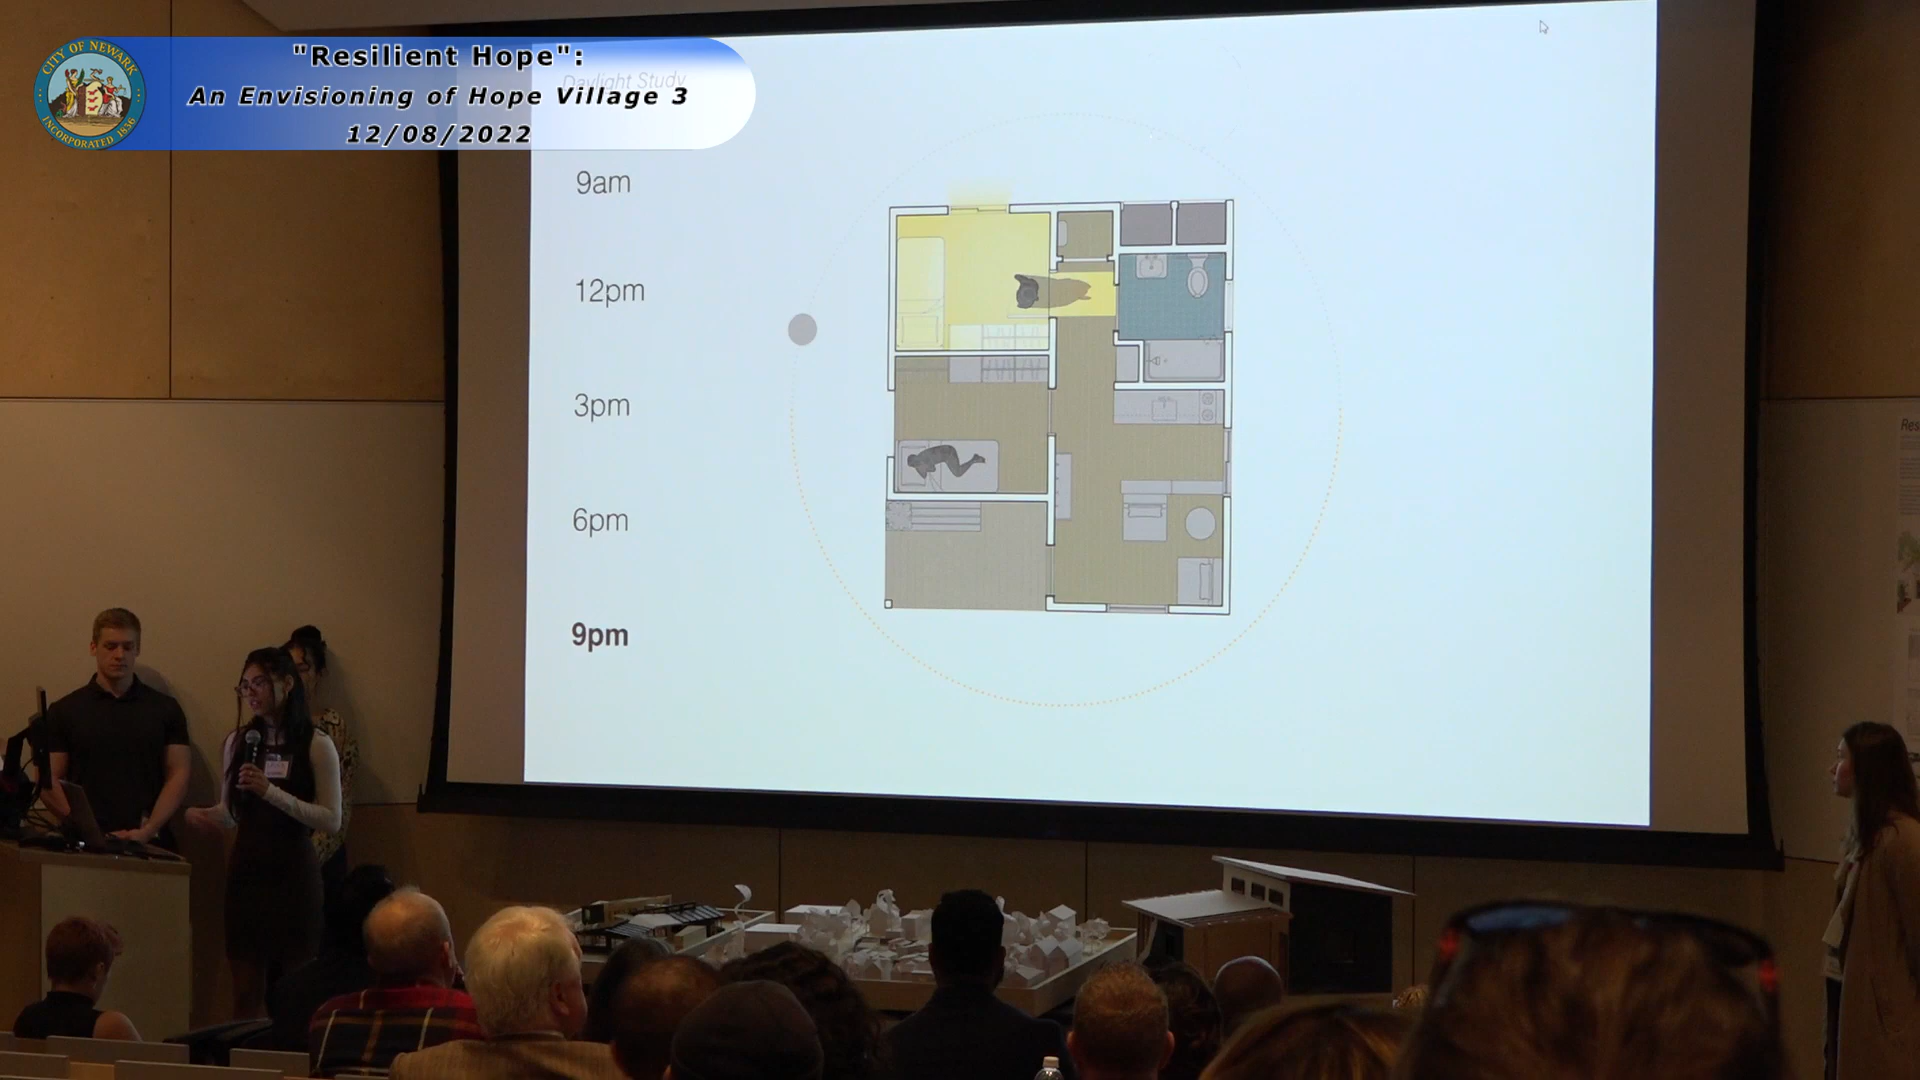 CITY OF NEWARK
INCORPORATED 1836
"Resilient Hope":
An Envisioning of Hope Village 3
12/08/2022
Daylight Study
9am
12pm
3pm
6pm
9pm
Res